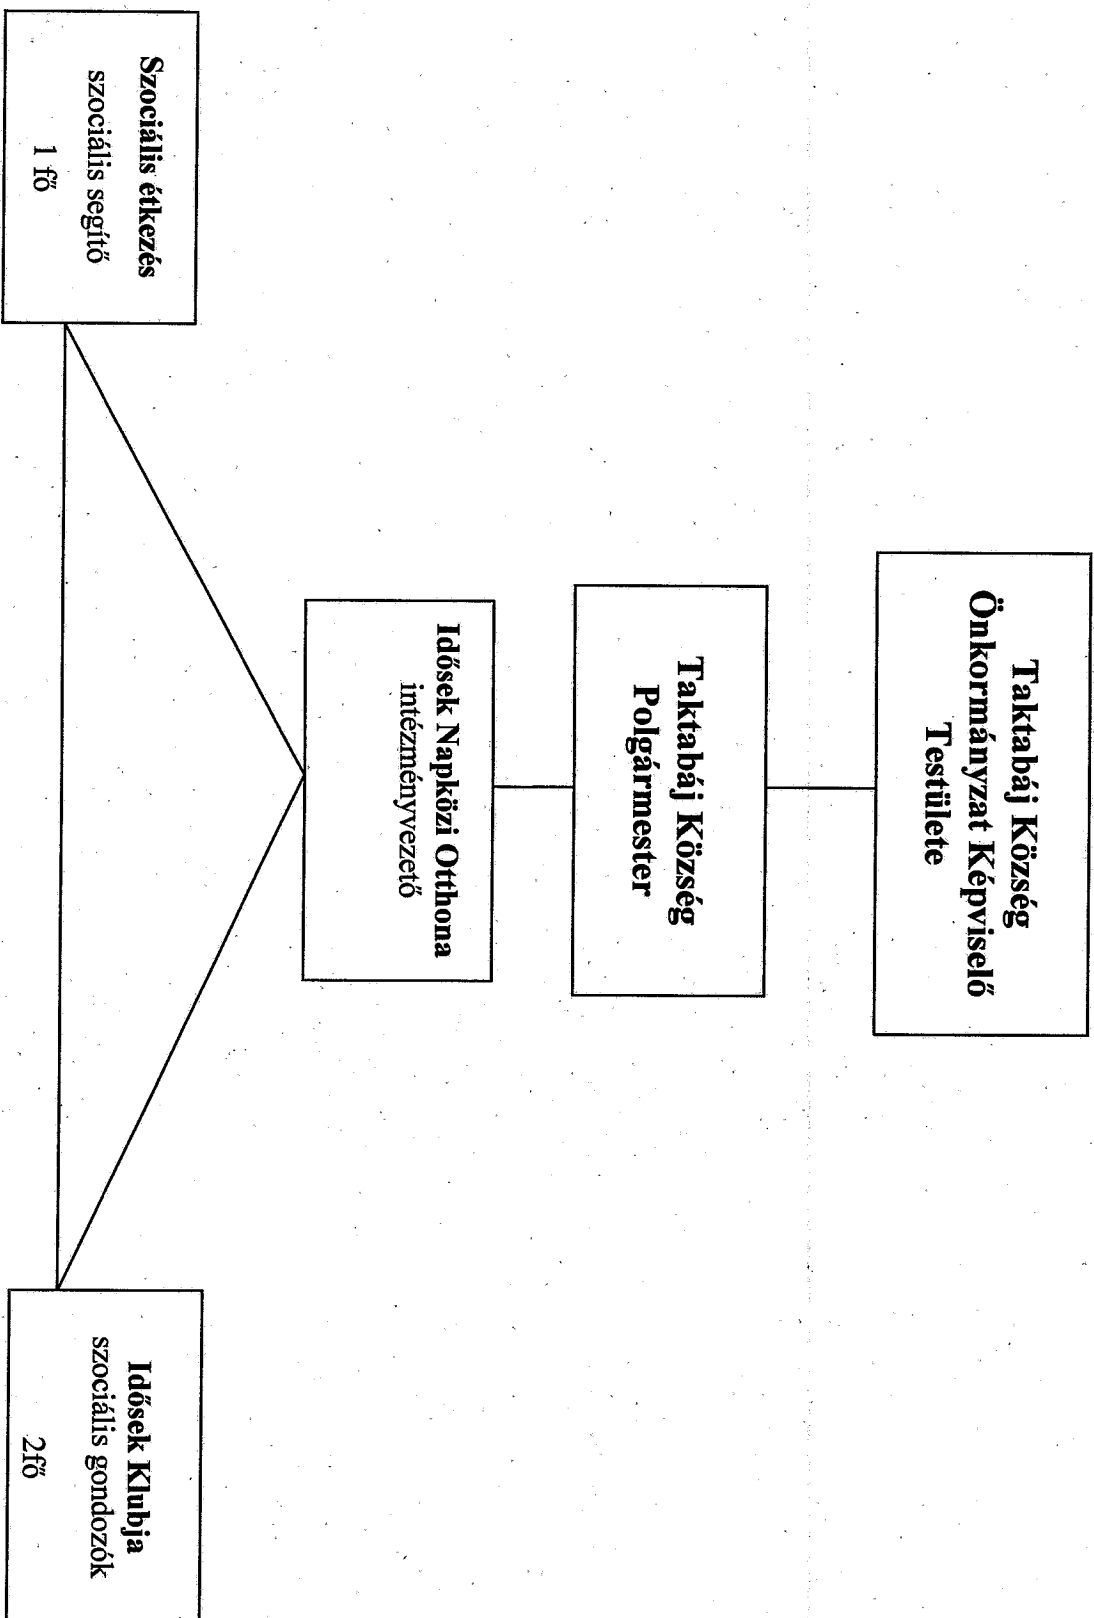 Taktabáj Község
Önkormányzat Képviselő
Testülete
Taktabáj Község
Polgármester
Idősek Napközi Otthona
intézményvezető
Szociális étkezés
szociális segítő
1 fő
Idősek Klubja
szociális gondozók
2fő